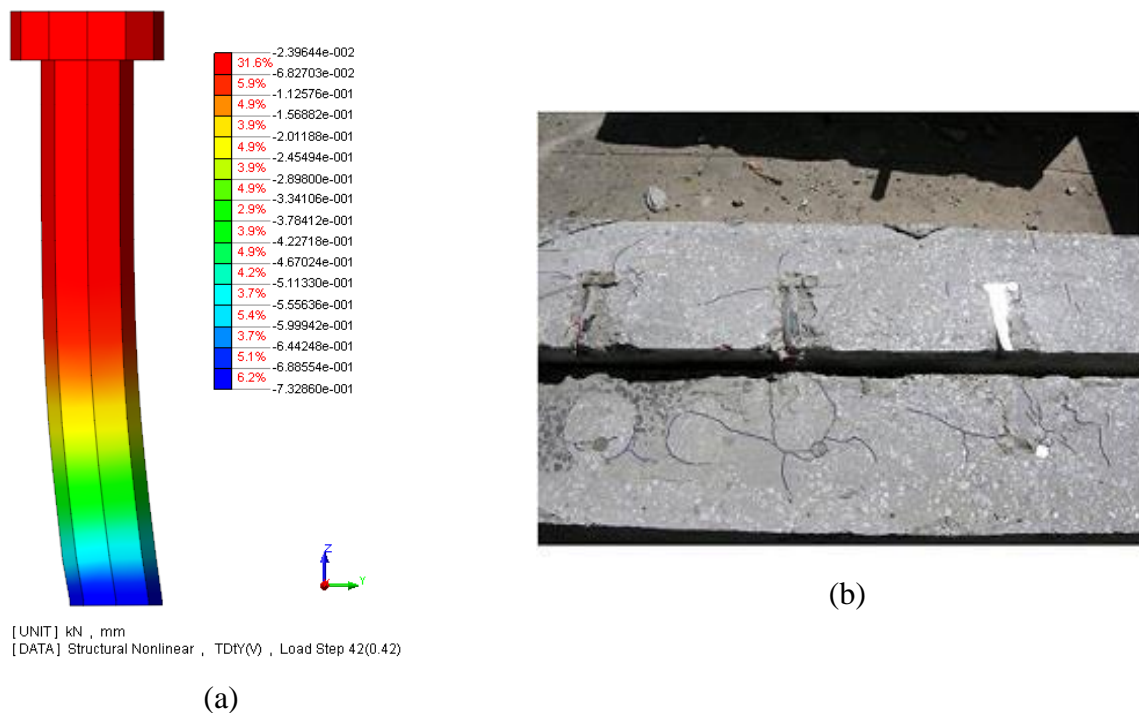 -2.39644e-002
31.6%
-6.82703e-002
5.9%
-1.12576e-001
4.9%
-1.56882e-001
3.9%
-2.01188e-001
4.9%
-2.45494e-001
3.9%
-2.89800e-001
4.9%
-3.34106e-001
2.9%
-3.78412e-001
3.9%
-4.22718e-001
4.9%
-4.67024e-001
4.2%
-5.11330e-001
3.7%
-5.55636e-001
5.4%
-5.99942e-001
3.7%
-6.44248e-001
5.1%
-6.88554e-001
6.2%
-7.32860e-001
Z
Y
[UNIT] kN , mm
[DATA] Structural Nonlinear , TDtY(V) , Load Step 42(0.42)
(a)
(b)